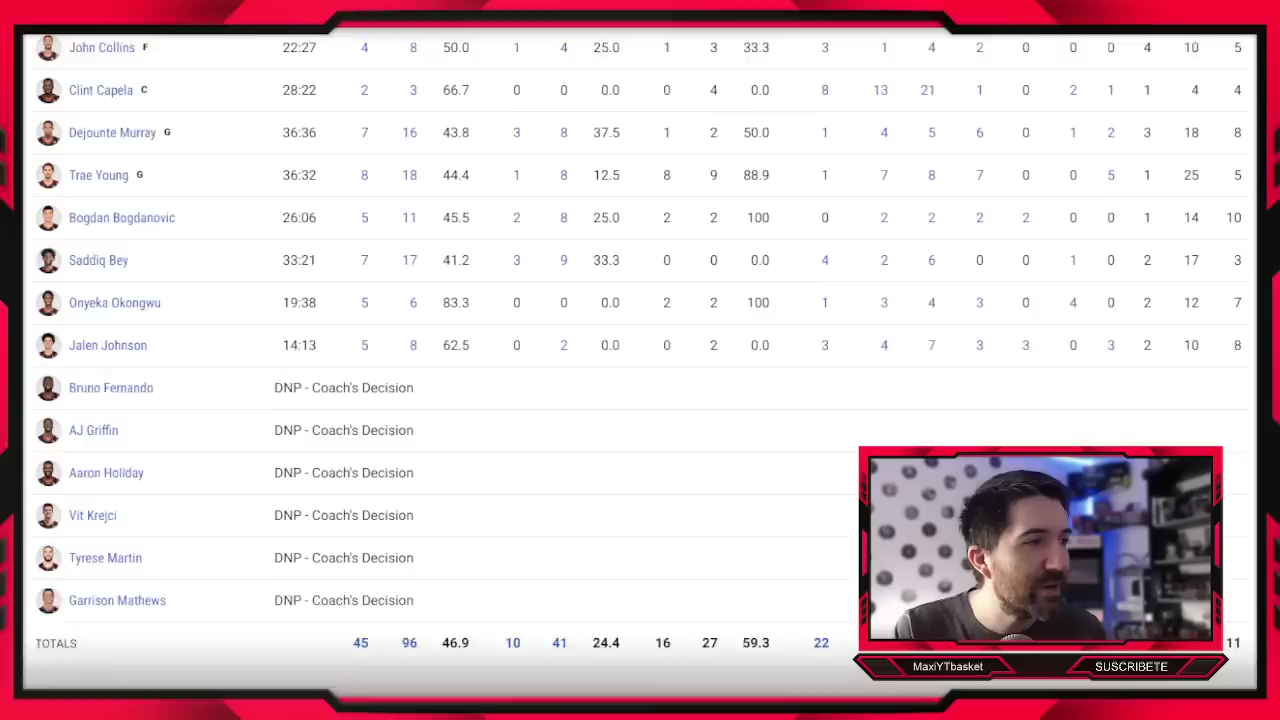 John Collins F 22:27 4 8 50.0 1 4 25.0 1 3 33.3 3 1 4 2 0 0 0 4 10 5
Clint Capela C 28:22 2 3 66.7 0 0 0.0 0 4 0.0 8 13 21 1 0 2 1 1 4 4
Dejounte Murray G 36:36 7 16 43.8 3 8 37.5 1 2 50.0 1 4 5 6 0 1 2 3 18 8
Trae Young G 36:32 8 18 44.4 1 8 12.5 8 9 88.9 1 7 8 7 0 0 5 1 25 5
Bogdan Bogdanovic 26:06 5 11 45.5 2 8 25.0 2 2 100 0 2 2 2 2 0 0 1 14 10
Saddiq Bey 33:21 7 17 41.2 3 9 33.3 0 0 0.0 4 2 6 0 0 1 0 2 17 3
Onyeka Okongwu 19:38 5 6 83.3 0 0 0.0 2 2 100 1 3 4 3 0 4 0 2 12 7
Jalen Johnson 14:13 5 8 62.5 0 2 0.0 0 2 0.0 3 4 7 3 3 0 3 2 10 8
Bruno Fernando DNP - Coach's Decision
AJ Griffin DNP - Coach's Decision
Aaron Holiday DNP - Coach's Decision
Vit Krejci DNP - Coach's Decision
Tyrese Martin DNP - Coach's Decision
Garrison Mathews DNP - Coach's Decision
TOTALS 45 96 46.9 10 41 24.4 16 27 59.3 22 11
MaxiYTbasket SUSCRIBETE